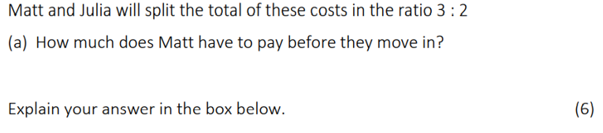 Matt and Julia will split the total of these costs in the ratio 3 : 2
(a) How much does Matt have to pay before they move in?
Explain your answer in the box below. (6)